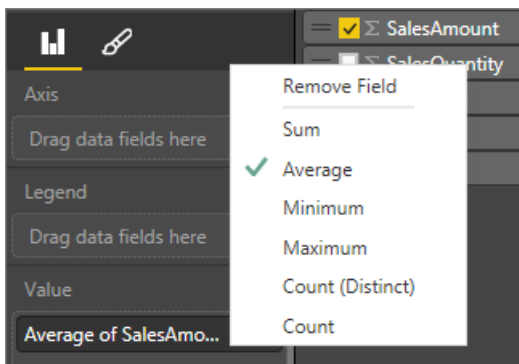 Σ SalesAmount
Σ SalesQuantity
Axis
Drag data fields here
Legend
Drag data fields here
Value
Average of SalesAmo...
Remove Field
Sum
Average
Minimum
Maximum
Count (Distinct)
Count